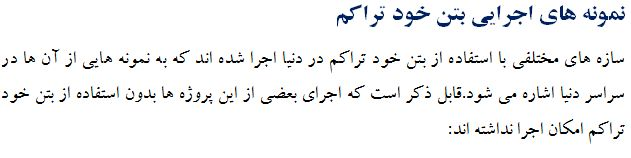 نمونه های اجرایی بتن خود تراکم
سازه های مختلفی با استفاده از بتن خود تراکم در دنیا اجرا شده اند که به نمونه هایی از آن ها در
سراسر دنیا اشاره می شود.قابل ذکر است که اجرای بعضی از این پروژه ها بدون استفاده از بتن خود
تراکم امکان اجرا نداشته اند: